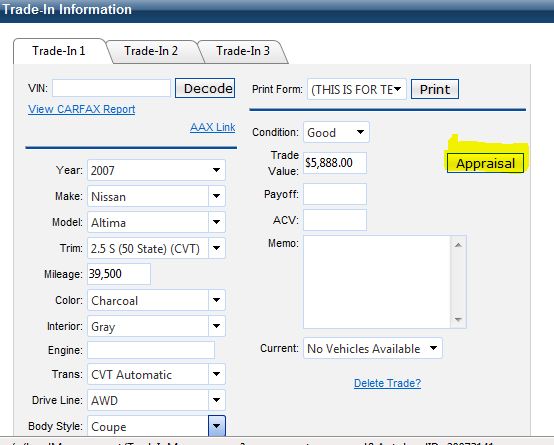 Trade-In Information
Trade-In 1
Trade-In 2
Trade-In 3
VIN:
Decode
View CARFAX Report
AAX Link
Year: 2007
Make: Nissan
Model: Altima
Trim: 2.5 S (50 State) (CVT)
Mileage: 39,500
Color: Charcoal
Interior: Gray
Engine:
Trans: CVT Automatic
Drive Line: AWD
Body Style: Coupe
Print Form: (THIS IS FOR TE
Print
Condition: Good
Trade
Value: $5,888.00
Appraisal
Payoff:
ACV:
Memo:
Current: No Vehicles Available
Delete Trade?